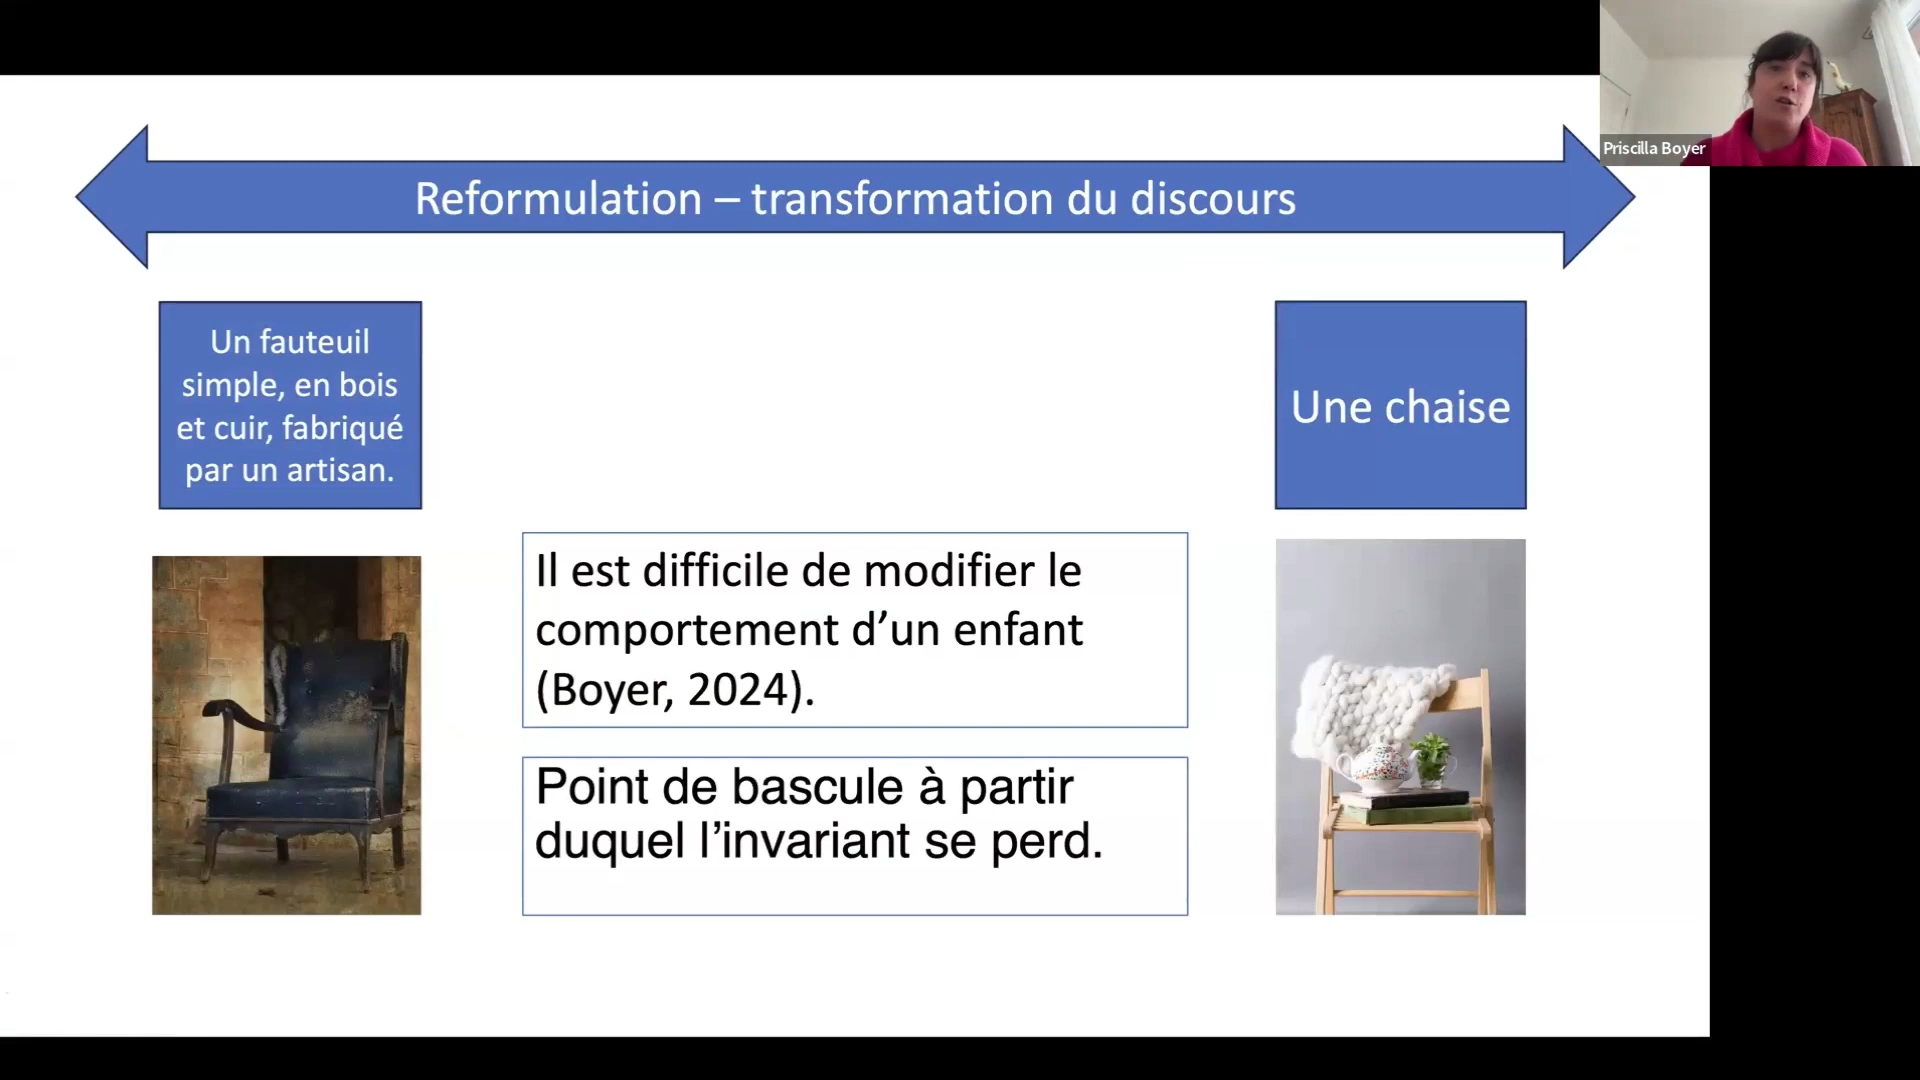 Priscilla Boyer
Reformulation – transformation du discours
Un fauteuil
simple, en bois
et cuir, fabriqué
par un artisan.
Une chaise
Il est difficile de modifier le
comportement d’un enfant
(Boyer, 2024).
Point de bascule à partir
duquel l’invariant se perd.